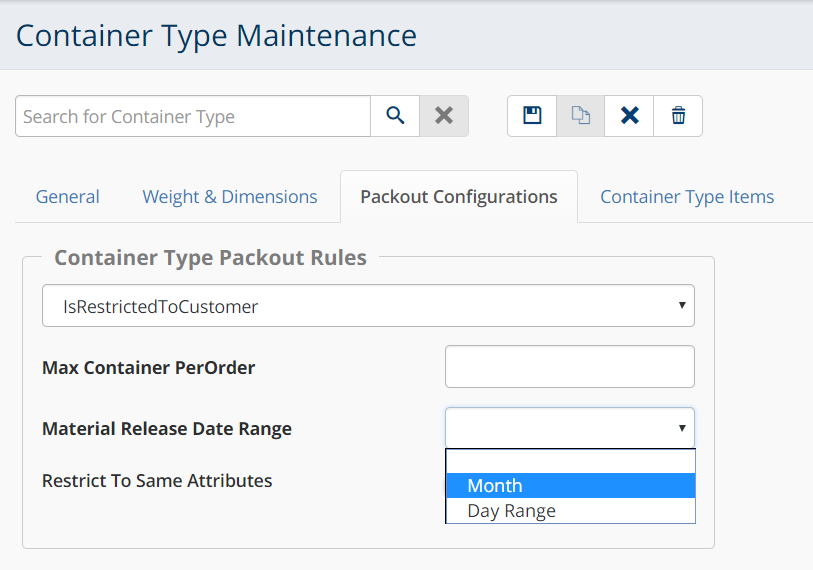 Container Type Maintenance
Search for Container Type
General Weight & Dimensions Packout Configurations Container Type Items
Container Type Packout Rules
IsRestrictedToCustomer
Max Container PerOrder
Material Release Date Range
Restrict To Same Attributes
Month
Day Range